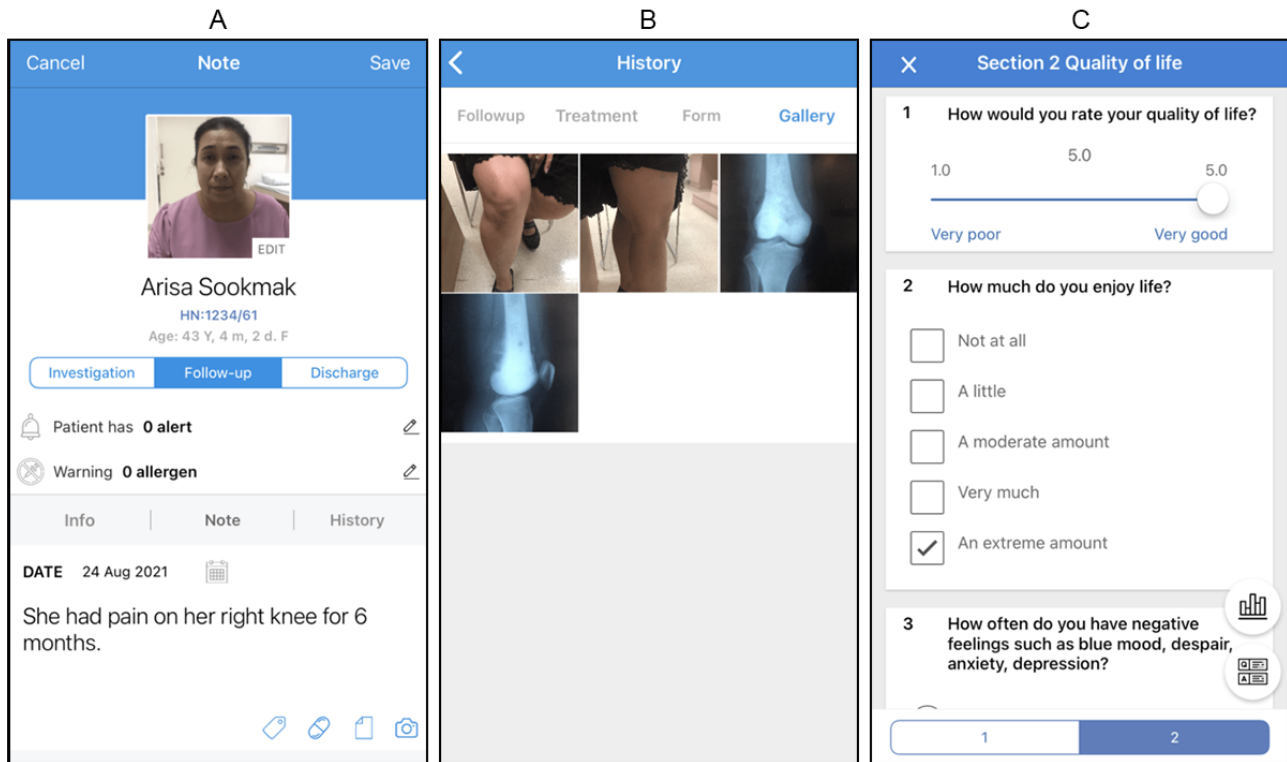 A
Cancel Note Save
EDIT
Arisa Sookmak
HN:1234/61
Age: 43 Y, 4 m, 2 d. F
Investigation Follow-up Discharge
Patient has 0 alert
Warning 0 allergen
Info Note History
DATE 24 Aug 2021
She had pain on her right knee for 6
months.
B
History
Followup Treatment Form Gallery
C
Section 2 Quality of life
1 How would you rate your quality of life?
5.0
1.0 5.0
Very poor Very good
2 How much do you enjoy life?
Not at all
A little
A moderate amount
Very much
An extreme amount
3 How often do you have negative
feelings such as blue mood, despair,
anxiety, depression?
Q
A
1 2